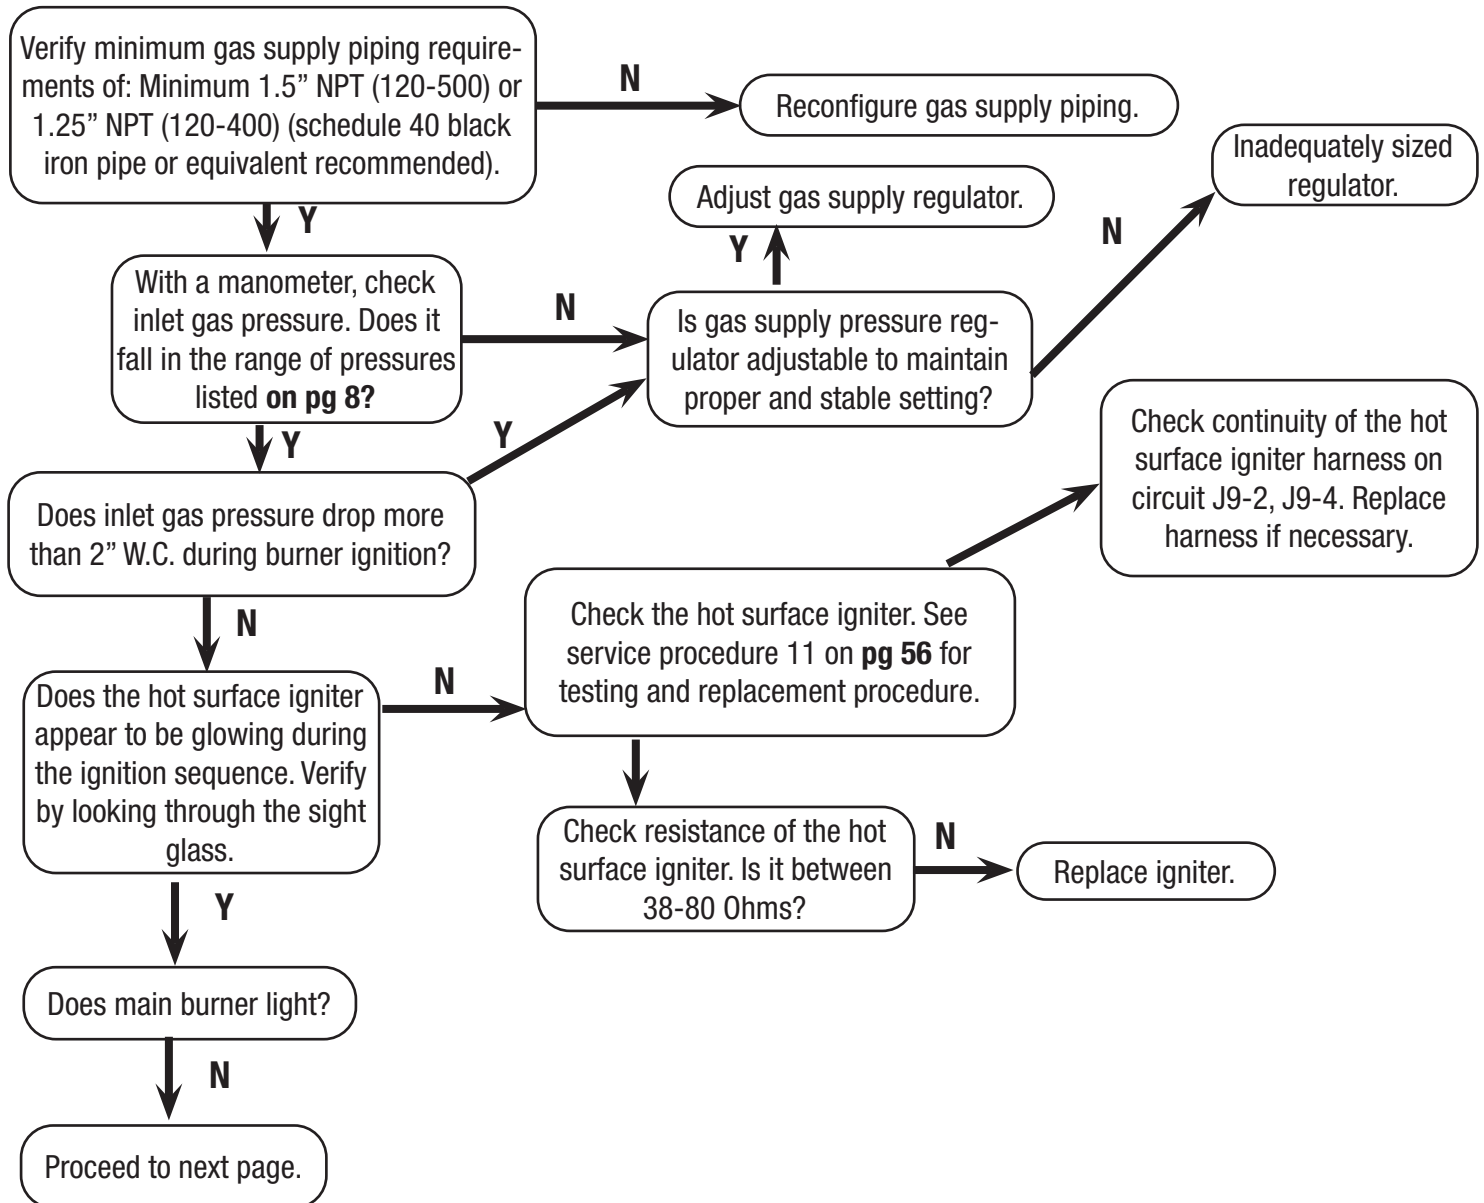 Verify minimum gas supply piping require-
ments of: Minimum 1.5” NPT (120-500) or
1.25” NPT (120-400) (schedule 40 black
iron pipe or equivalent recommended).
N
Reconfigure gas supply piping.
Inadequately sized
regulator.
Adjust gas supply regulator.
Y
Y
N
With a manometer, check
inlet gas pressure. Does it
fall in the range of pressures
listed on pg 8?
N
Is gas supply pressure reg-
ulator adjustable to maintain
proper and stable setting?
Y
Y
Check continuity of the hot
surface igniter harness on
circuit J9-2, J9-4. Replace
harness if necessary.
Does inlet gas pressure drop more
than 2” W.C. during burner ignition?
N
Check the hot surface igniter. See
service procedure 11 on pg 56 for
testing and replacement procedure.
Does the hot surface igniter
appear to be glowing during
the ignition sequence. Verify
by looking through the sight
glass.
N
Check resistance of the hot
surface igniter. Is it between
38-80 Ohms?
N
Replace igniter.
Y
Does main burner light?
N
Proceed to next page.